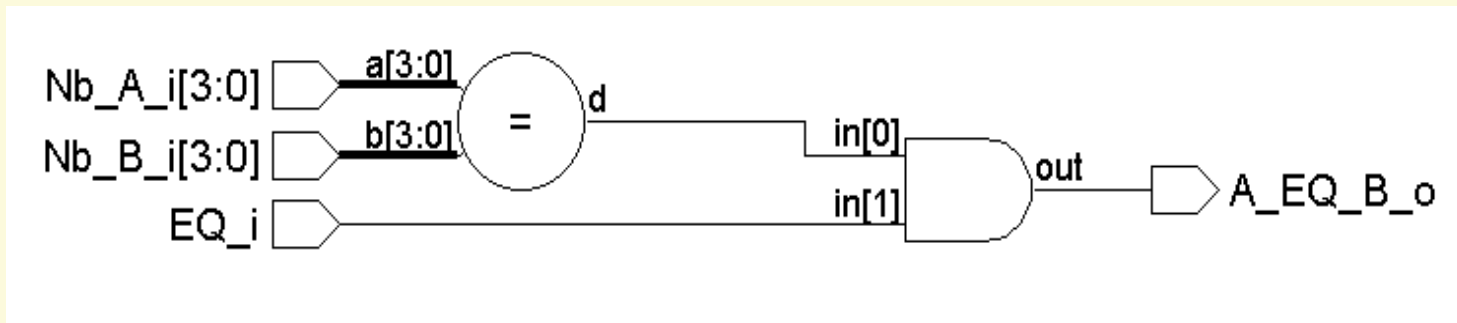 Nb_A_i[3:0]
a[3:0]
Nb_B_i[3:0]
b[3:0]
=
d
EQ_i
in[0]
in[1]
out
A_EQ_B_o